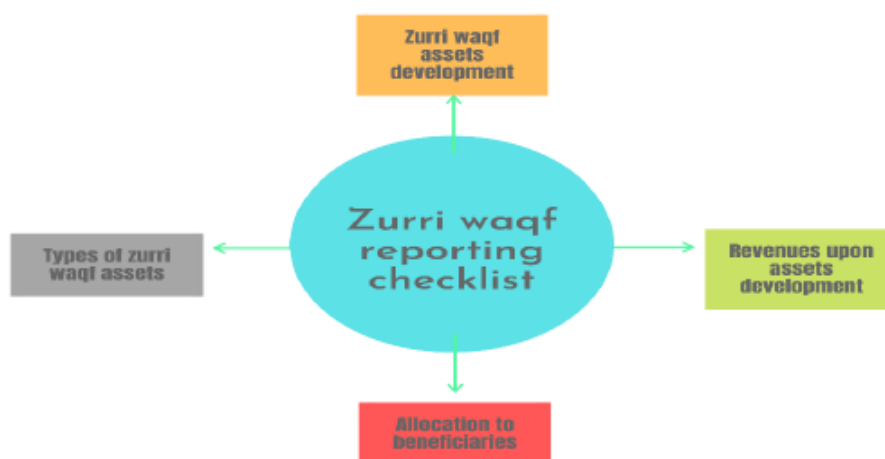 Zurri waqf
assets
development
Zurri waqf
reporting
checklist
Types of zurri
waqf assets
Revenues upon
assets
development
Allocation to
beneficiaries